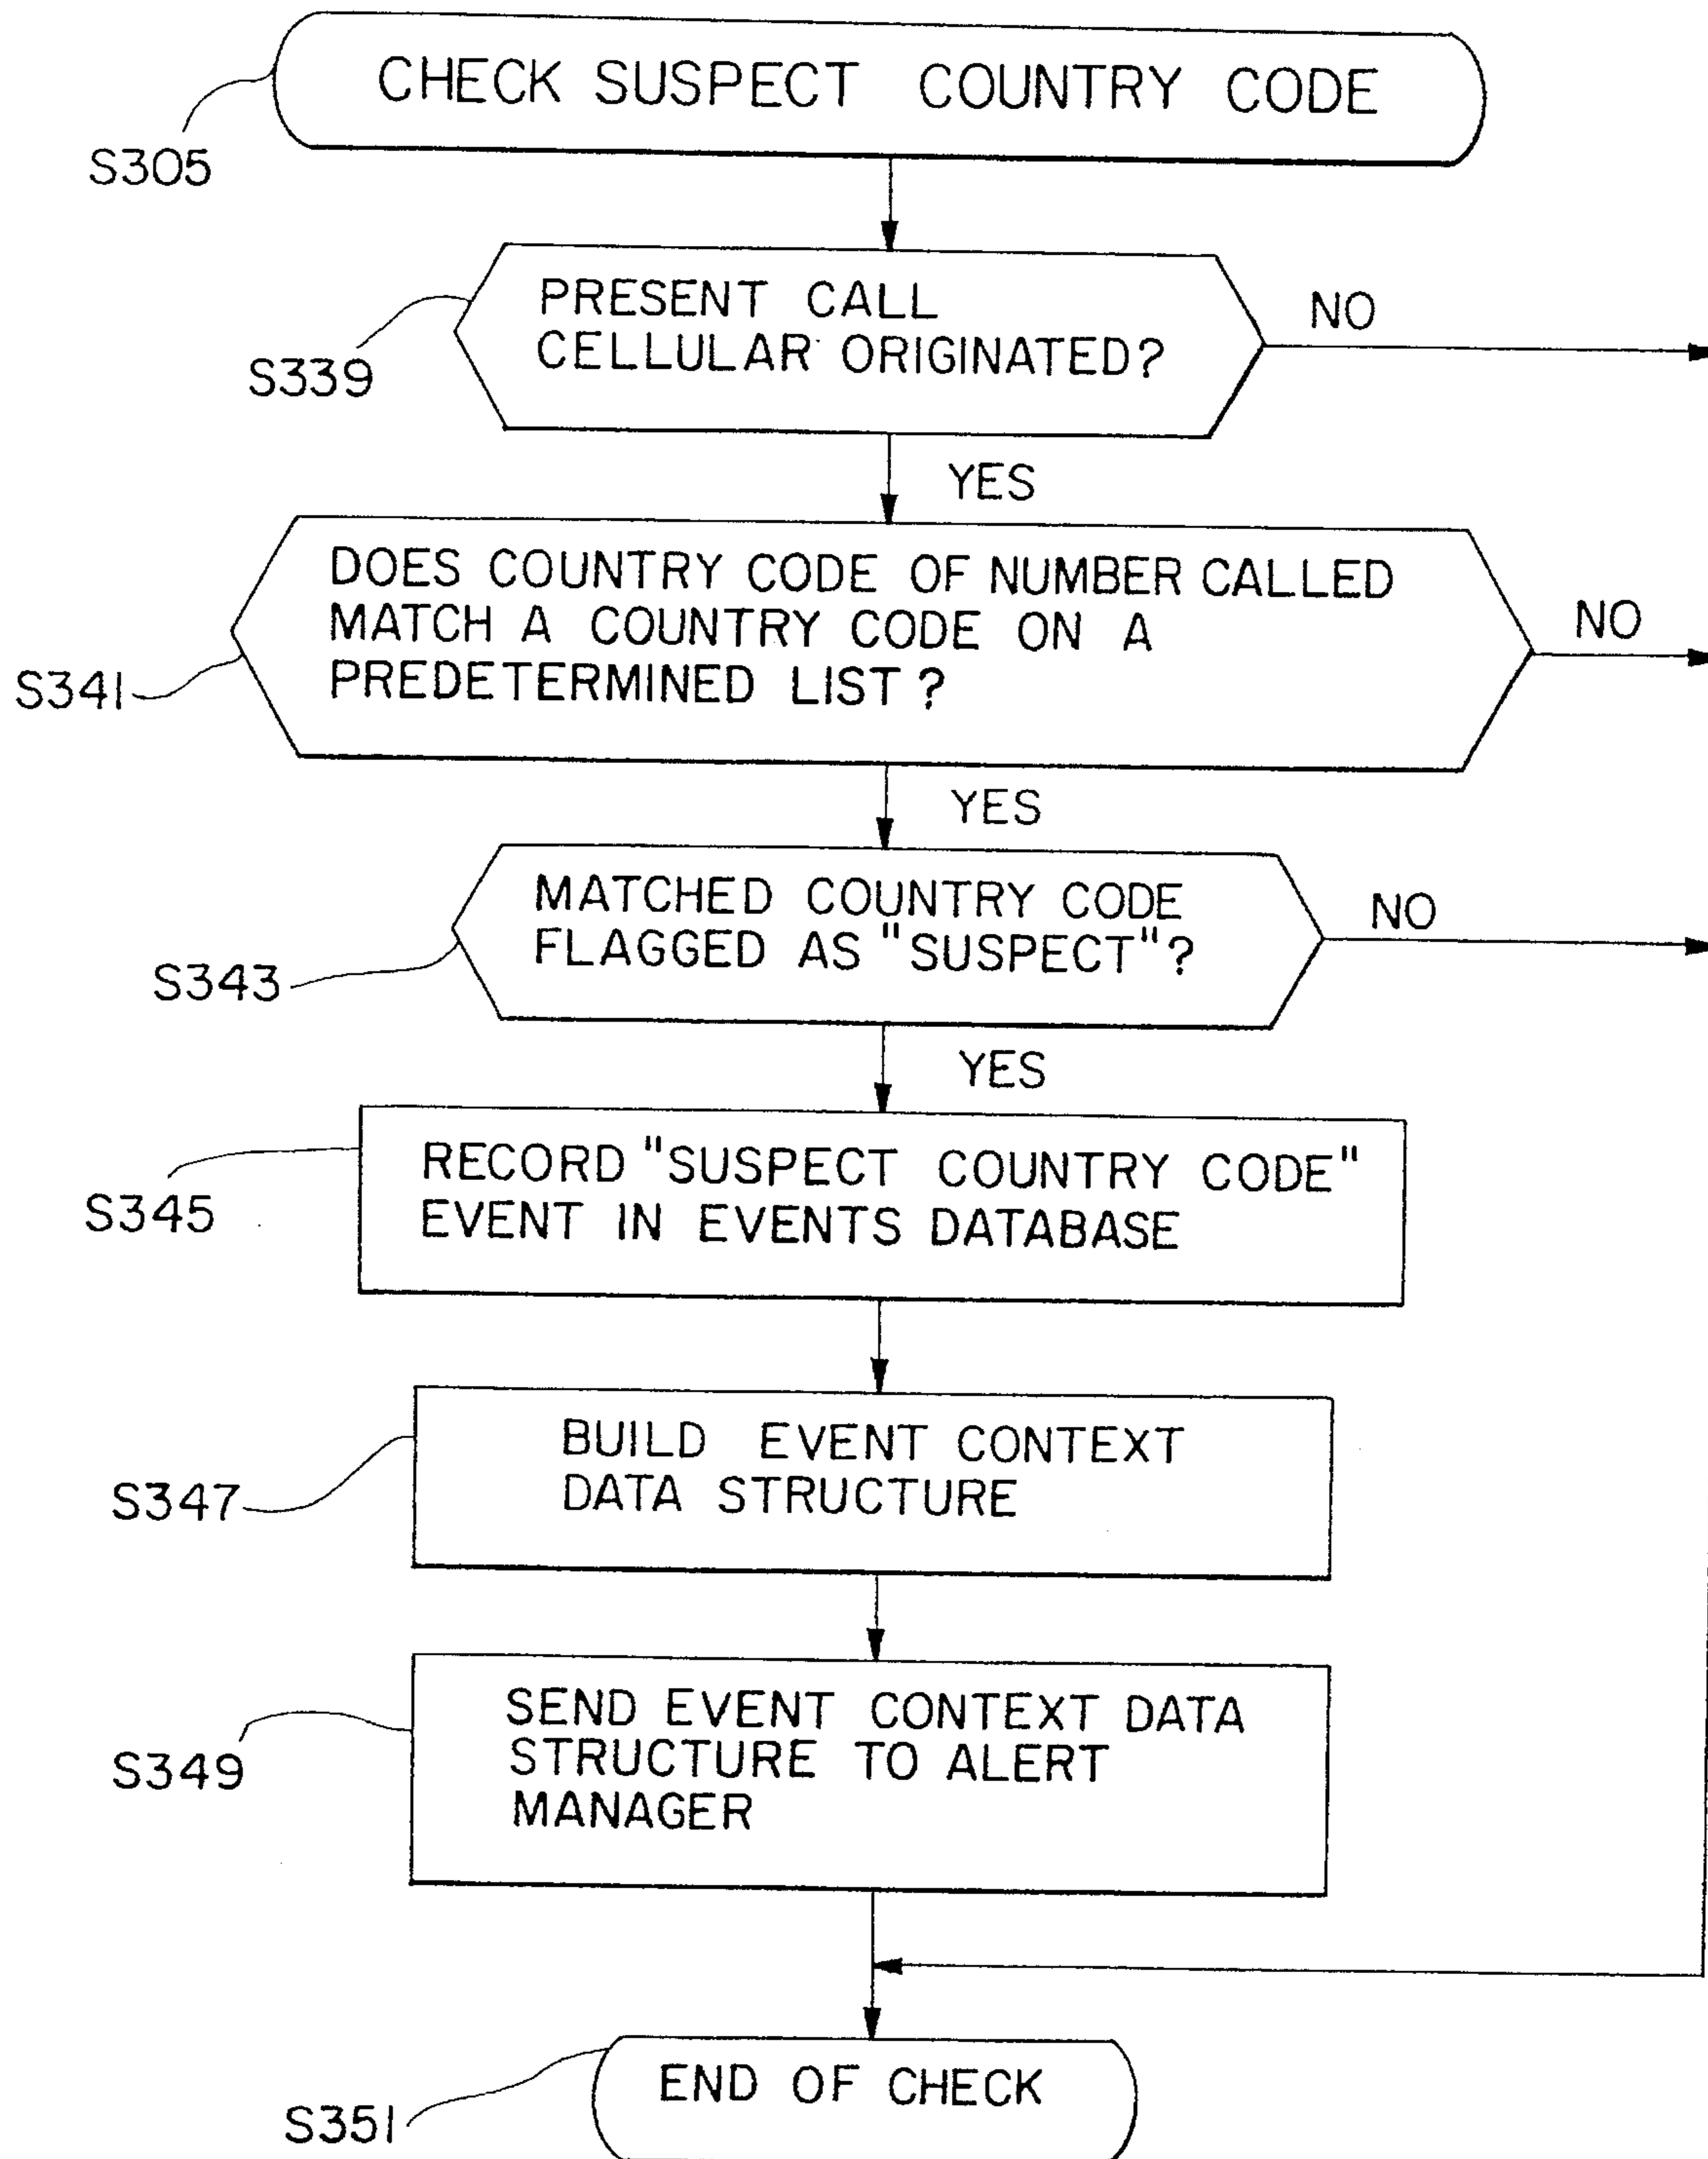 CHECK SUSPECT COUNTRY CODE
S305
PRESENT CALL
CELLULAR ORIGINATED?
NO
S339
YES
DOES COUNTRY CODE OF NUMBER CALLED
MATCH A COUNTRY CODE ON A
PREDETERMINED LIST?
NO
S341
YES
MATCHED COUNTRY CODE
FLAGGED AS "SUSPECT"?
NO
S343
YES
RECORD "SUSPECT COUNTRY CODE"
EVENT IN EVENTS DATABASE
S345
BUILD EVENT CONTEXT
DATA STRUCTURE
S347
SEND EVENT CONTEXT DATA
STRUCTURE TO ALERT
MANAGER
S349
END OF CHECK
S351